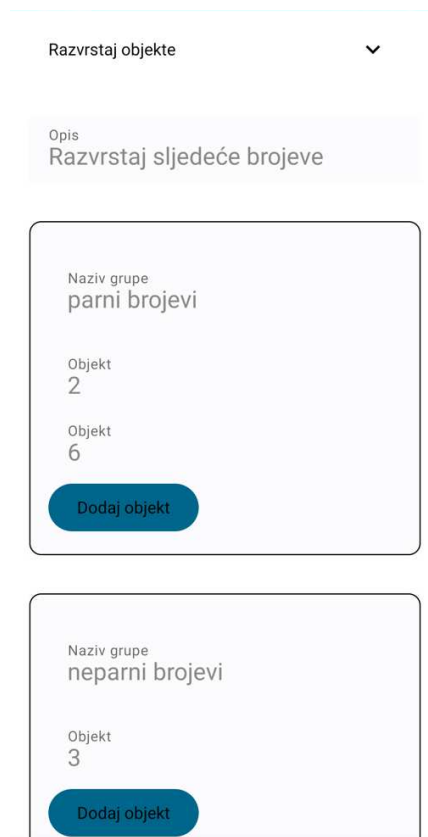 Razvrstaj objekte
Opis
Razvrstaj sljedeće brojeve
Naziv grupe
parni brojevi
Objekt
2
Objekt
6
Dodaj objekt
Naziv grupe
neparni brojevi
Objekt
3
Dodaj objekt